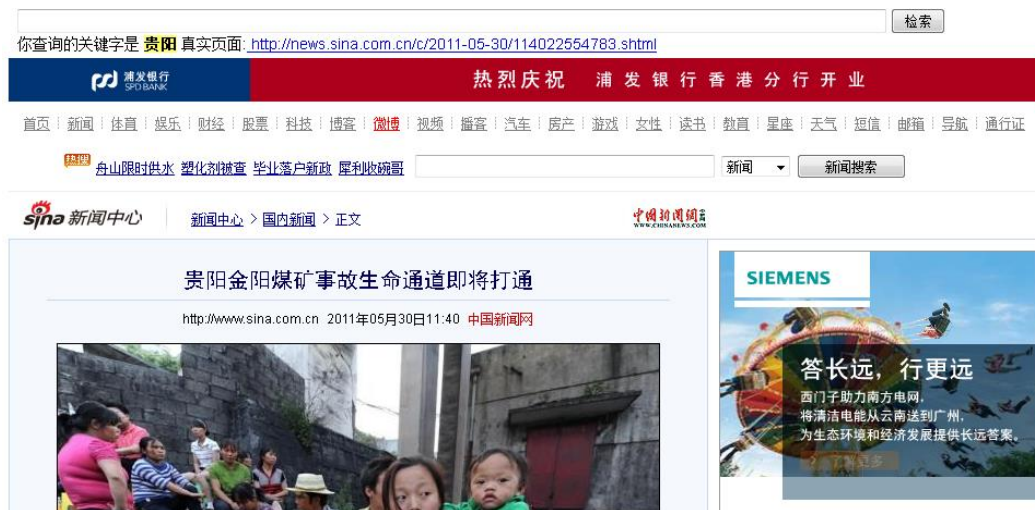 检索
你查询的关键字是 贵阳 真实页面: http://news.sina.com.cn/c/2011-05-30/114022554783.shtml
浦发银行 SPD BANK 热烈庆祝 浦发银行香港分行开业
首页 新闻 体育 娱乐 财经 股票 科技 博客 微博 视频 播客 汽车 房产 游戏 女性 读书 教育 星座 天气 短信 邮箱 导航 通行证
热搜 舟山限时供水 塑化剂被查 毕业落户新政 犀利收碗哥 新闻 新闻搜索
sina 新闻中心 新闻中心 > 国内新闻 > 正文 中国新闻网 WWW.CHINANEWS.COM
贵阳金阳煤矿事故生命通道即将打通
http://www.sina.com.cn 2011年05月30日11:40 中国新闻网
SIEMENS
答长远，行更远
西门子助力南方电网，
将清洁电能从云南送到广州，
为生态环境和经济发展提供长远答案。